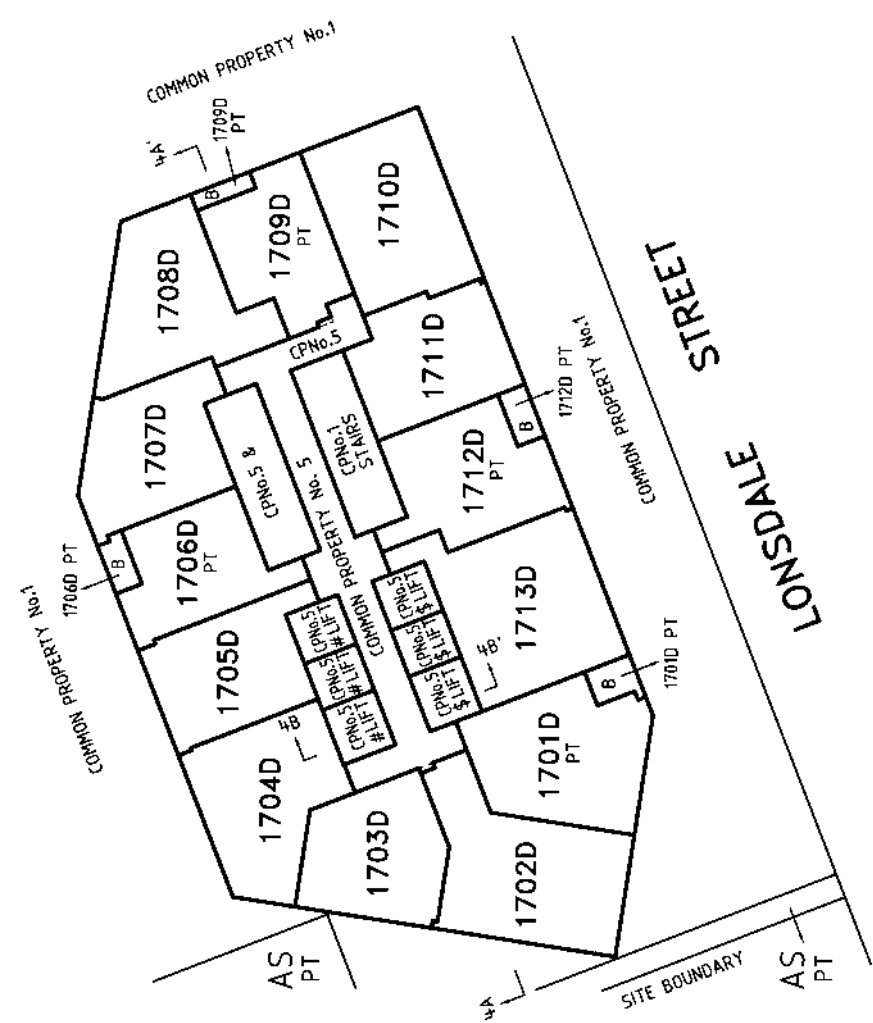 COMMON PROPERTY No.1
4A'
1709D
PT
B
1708D
1709D
PT
1710D
CPNo.5
1711D
1707D
CPNo.5 &
COMMON PROPERTY No. 5
CPNo.1
STAIRS
1712D
PT
B
1712D PT
COMMON PROPERTY No.1
LONSDALE STREET
1706D PT
B
1706D
PT
COMMON PROPERTY No.1
1705D
CPNo.5
# LIFT
CPNo.5
# LIFT
CPNo.5
# LIFT
CPNo.5
$ LIFT
CPNo.5
$ LIFT
CPNo.5
$ LIFT
1713D
4B'
4B
B
1701D PT
1701D
PT
1704D
1703D
1702D
AS
PT
4A
SITE BOUNDARY
AS
PT